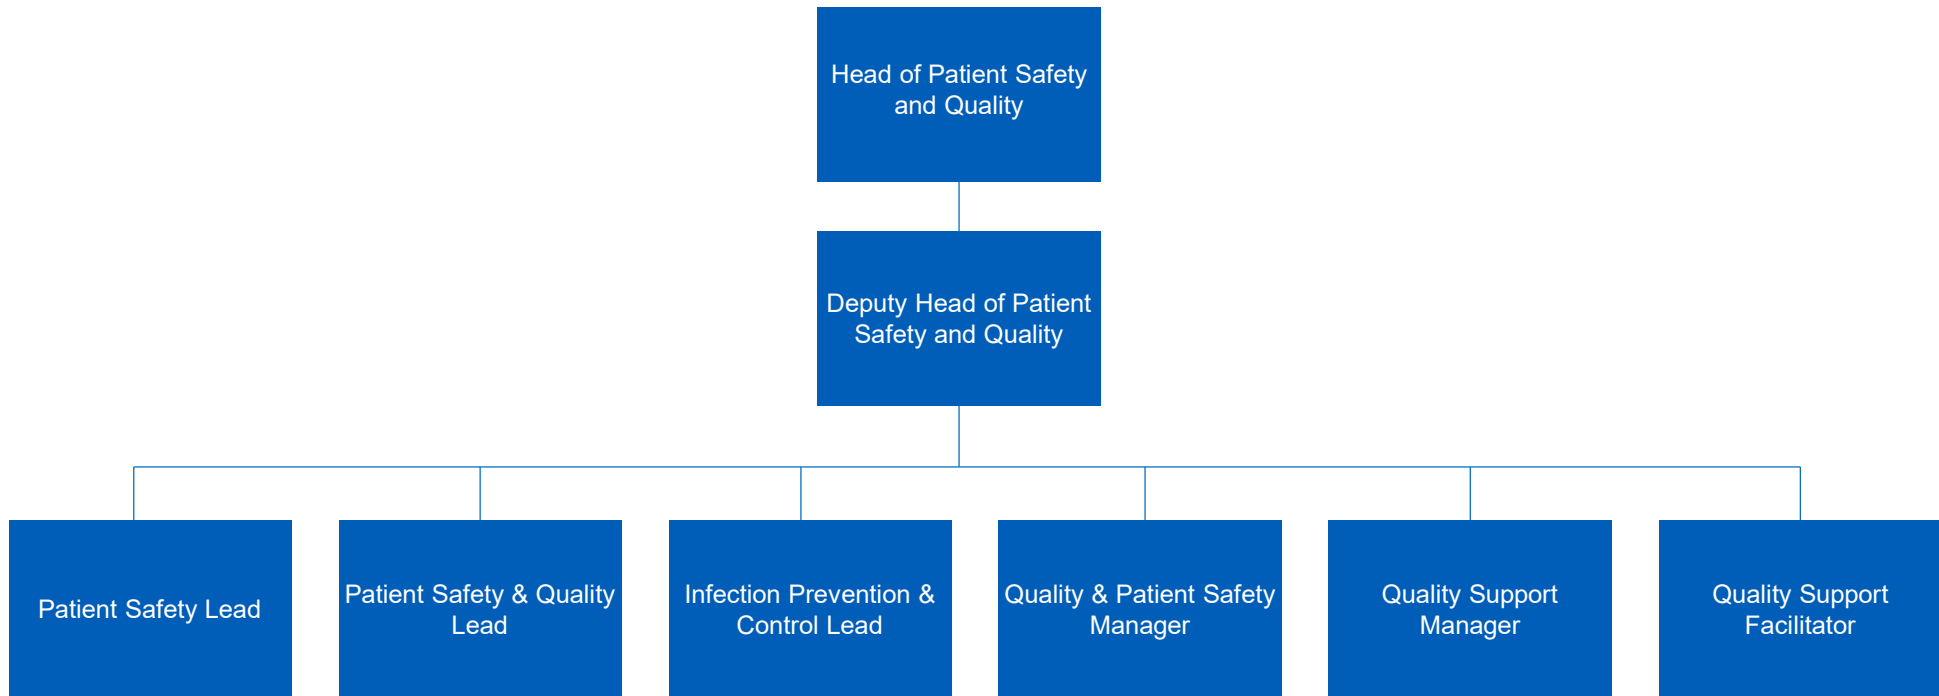 Head of Patient Safety
and Quality
Deputy Head of Patient
Safety and Quality
Patient Safety Lead
Patient Safety & Quality
Lead
Infection Prevention &
Control Lead
Quality & Patient Safety
Manager
Quality Support
Manager
Quality Support
Facilitator